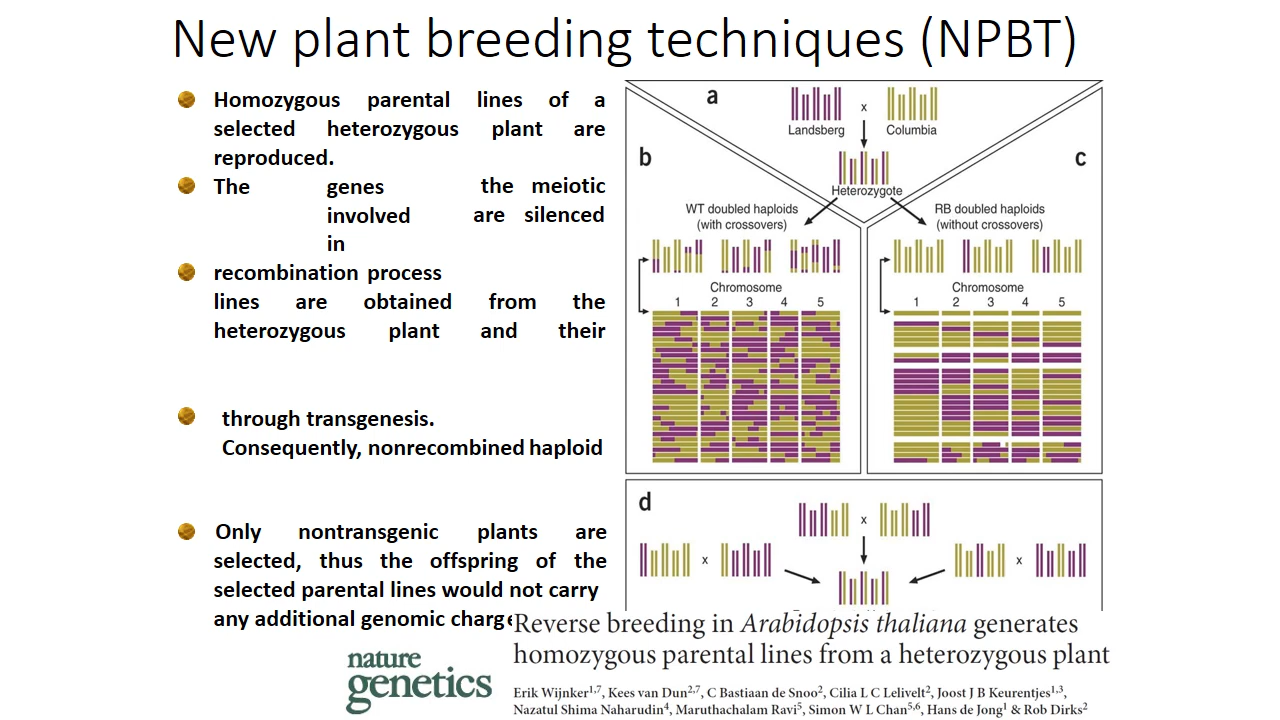 New plant breeding techniques (NPBT)
Homozygous parental lines of a
selected heterozygous plant are
reproduced.
The genes the meiotic
involved are silenced
in
recombination process
lines are obtained from the
heterozygous plant and their
through transgenesis.
Consequently, nonrecombined haploid
Only nontransgenic plants are
selected, thus the offspring of the
selected parental lines would not carry
any additional genomic charge
a
Landsberg x Columbia
Heterozygote
b
WT doubled haploids
(with crossovers)
Chromosome
1 2 3 4 5
c
RB doubled haploids
(without crossovers)
Chromosome
1 2 3 4 5
d
x
x x
Reverse breeding in Arabidopsis thaliana generates
homozygous parental lines from a heterozygous plant
nature
genetics
Erik Wijnker1,7, Kees van Dun2,7, C Bastiaan de Snoo2, Cilia L C Lelivelt2, Joost J B Keurentjes1,3,
Nazatul Shima Naharudin4, Maruthachalam Ravi5, Simon W L Chan5,6, Hans de Jong1 & Rob Dirks2